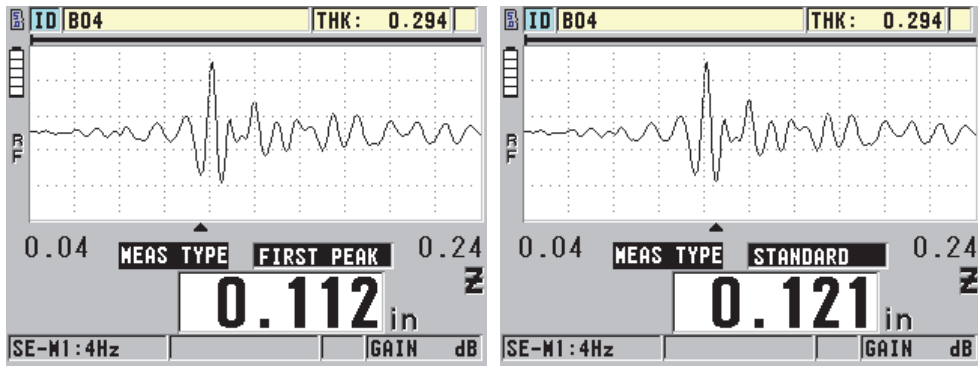 ID B04 THK: 0.294
RF
0.04 MEAS TYPE FIRST PEAK 0.24
0.112 in
SE-M1:4Hz GAIN dB
ID B04 THK: 0.294
RF
0.04 MEAS TYPE STANDARD 0.24
0.121 in
SE-M1:4Hz GAIN dB